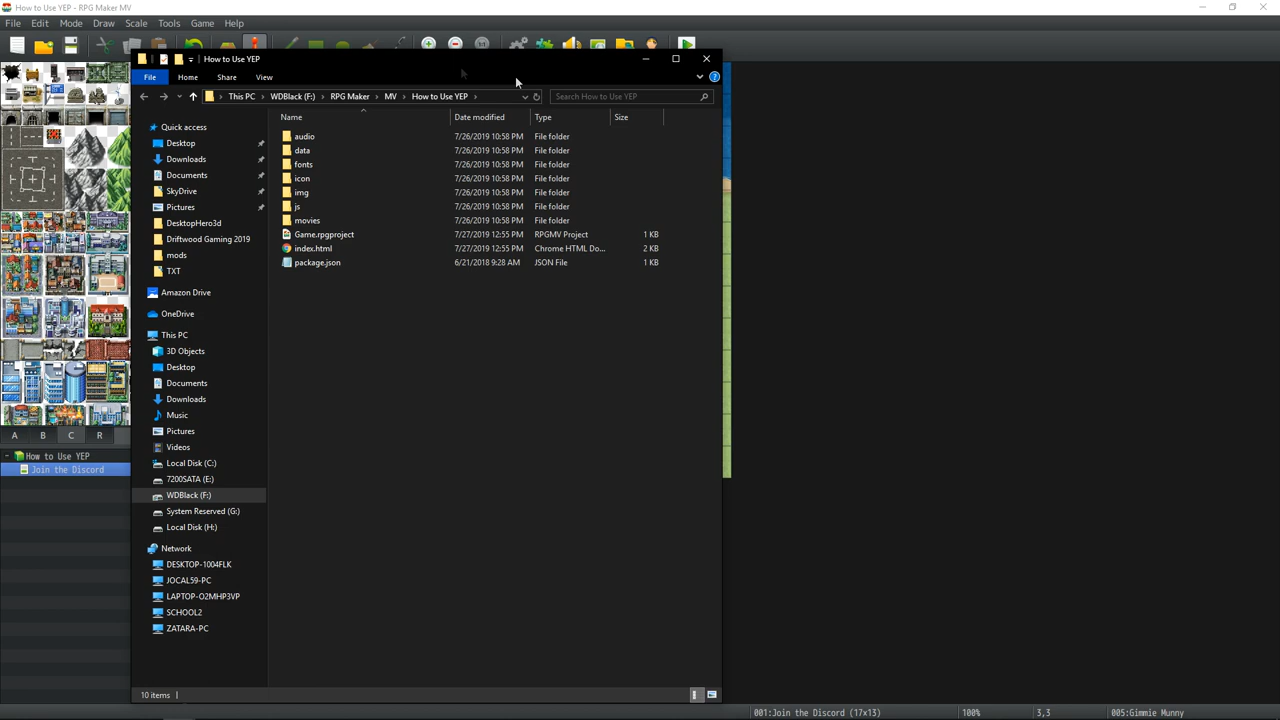 How to Use YEP - RPG Maker MV
File Edit Mode Draw Scale Tools Game Help
How to Use YEP
File Home Share View
This PC WDBlack (F:) RPG Maker MV How to Use YEP
Search How to Use YEP
Name Date modified Type Size
audio 7/26/2019 10:58 PM File folder
data 7/26/2019 10:58 PM File folder
fonts 7/26/2019 10:58 PM File folder
icon 7/26/2019 10:58 PM File folder
img 7/26/2019 10:58 PM File folder
js 7/26/2019 10:58 PM File folder
movies 7/26/2019 10:58 PM File folder
Game.rpgproject 7/27/2019 12:55 PM RPGMV Project 1 KB
index.html 7/27/2019 12:55 PM Chrome HTML Do... 2 KB
package.json 6/21/2018 9:28 AM JSON File 1 KB
Quick access
Desktop
Downloads
Documents
SkyDrive
Pictures
DesktopHero3d
Driftwood Gaming 2019
mods
TXT
Amazon Drive
OneDrive
This PC
3D Objects
Desktop
Documents
Downloads
Music
Pictures
Videos
Local Disk (C:)
7200SATA (E:)
WDBlack (F:)
System Reserved (G:)
Local Disk (H:)
Network
DESKTOP-1004FLK
JOCAL59-PC
LAPTOP-O2MHP3VP
SCHOOL2
ZATARA-PC
10 items
A B C R
How to Use YEP
Join the Discord
001:Join the Discord (17×13) 100% 3,3 005:Gimmie Munny